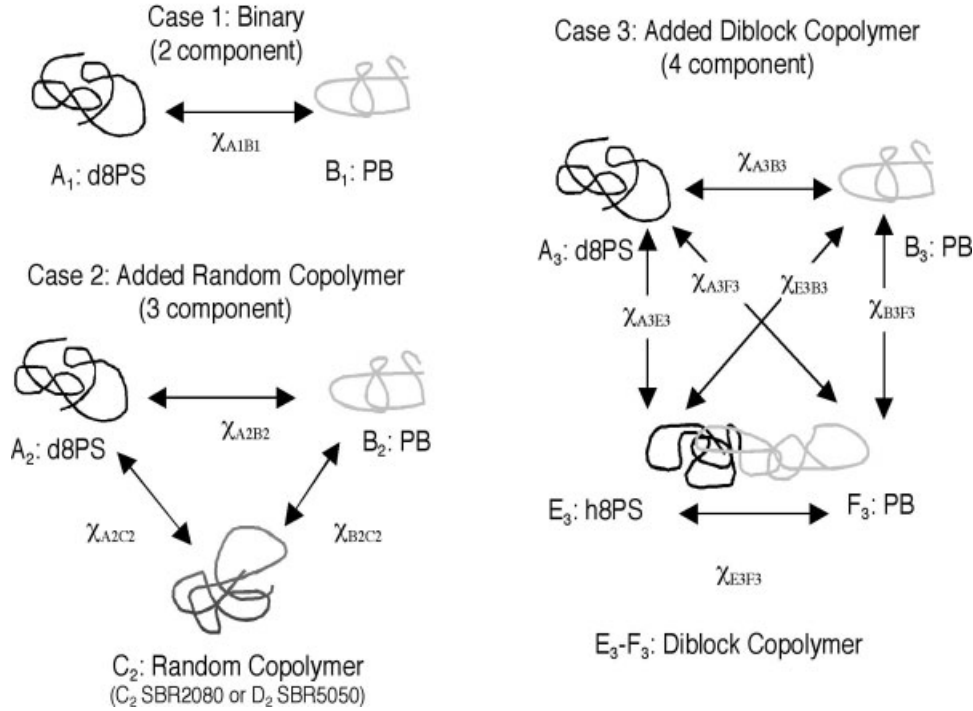 Case 1: Binary
(2 component)
χA1B1
A1: d8PS
B1: PB
Case 2: Added Random Copolymer
(3 component)
χA2B2
A2: d8PS
B2: PB
χA2C2
χB2C2
C2: Random Copolymer
(C2 SBR2080 or D2 SBR5050)
Case 3: Added Diblock Copolymer
(4 component)
χA3B3
A3: d8PS
B3: PB
χA3E3
χA3F3
χE3B3
χB3F3
E3: h8PS
F3: PB
χE3F3
E3-F3: Diblock Copolymer